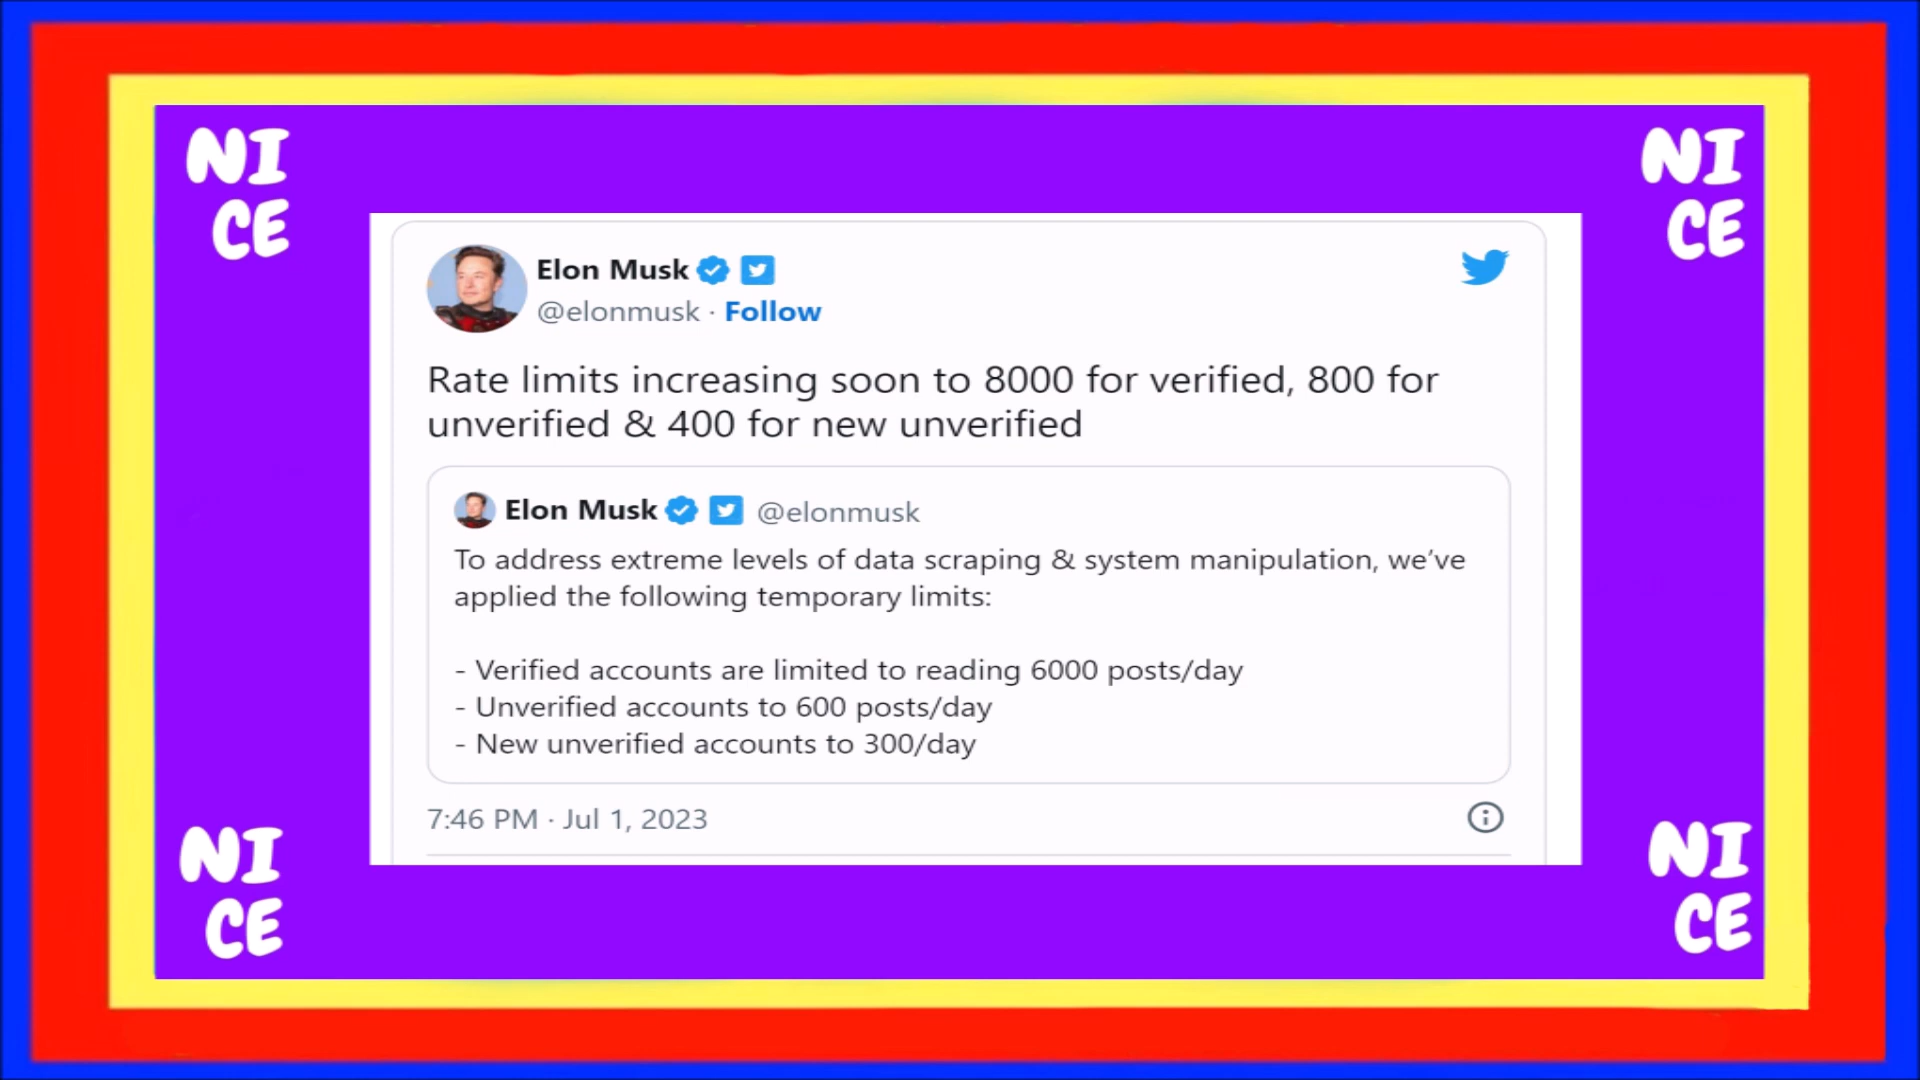 NI
CE
NI
CE
Elon Musk
@elonmusk · Follow
Rate limits increasing soon to 8000 for verified, 800 for
unverified & 400 for new unverified
Elon Musk @elonmusk
To address extreme levels of data scraping & system manipulation, we’ve
applied the following temporary limits:
- Verified accounts are limited to reading 6000 posts/day
- Unverified accounts to 600 posts/day
- New unverified accounts to 300/day
7:46 PM · Jul 1, 2023
NI
CE
NI
CE